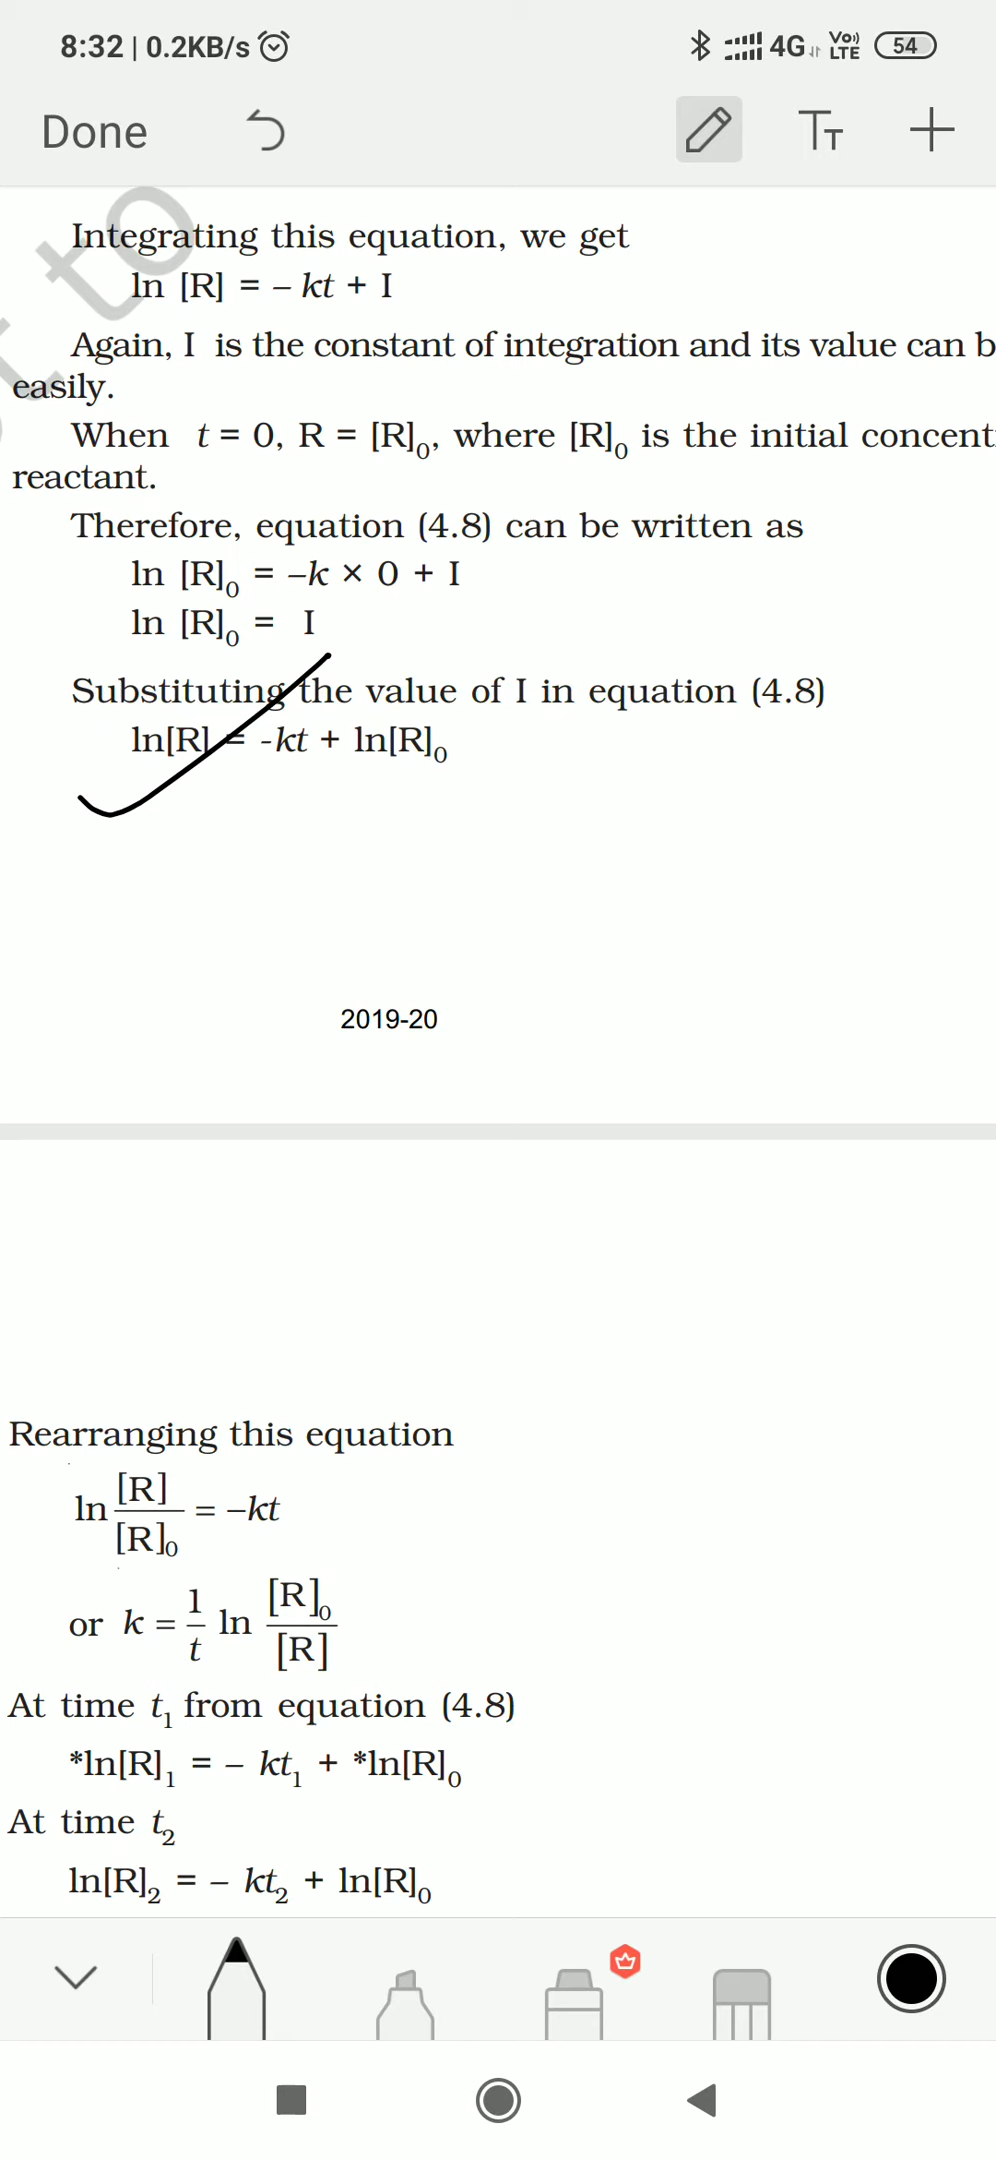 8:32 | 0.2KB/s 4G Vo)) LTE 54
Done TT
to
Integrating this equation, we get
ln [R] = – kt + I
Again, I is the constant of integration and its value can b
easily.
When t = 0, R = [R]₀, where [R]₀ is the initial concent
reactant.
Therefore, equation (4.8) can be written as
ln [R]₀ = –k × 0 + I
ln [R]₀ = I
Substituting the value of I in equation (4.8)
ln[R] = -kt + ln[R]₀
2019-20
Rearranging this equation
ln [R]/[R]₀ = –kt
or k = 1/t ln [R]₀/[R]
At time t₁ from equation (4.8)
*ln[R]₁ = – kt₁ + *ln[R]₀
At time t₂
ln[R]₂ = – kt₂ + ln[R]₀